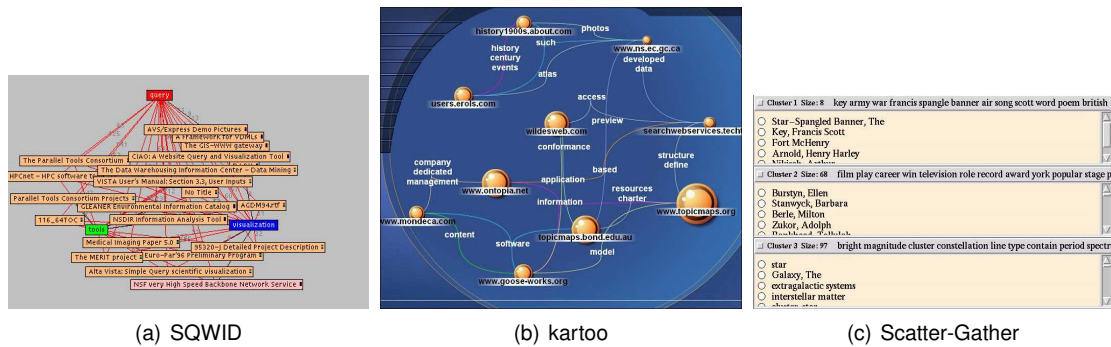 query
AVS/Express Demo Pictures
A Framework for VDMLs
The GIS-WWW gateway
The Parallel Tools Consortium
CIAO: A Website Query and Visualization Tool
The Data Warehousing Information Center - Data Mining
HPCnet - HPC software
VISTA User's Manual: Section 3.3, User Inputs
Parallel Tools Consortium Projects
No Title
GLEANER Environmental Information Catalog
ACDM94rtf
116_64TOC
NSDIR Information Analysis Tool
tools
visualization
Medical Imaging Paper 5.0
95320-J Detailed Project Description
The MERIT project
Euro-Par'96 Preliminary Program
Alta Vista: Simple Query scientific visualization
NSF very High Speed Backbone Network Service
(a) SQWID
history1900s.about.com
photos
such
www.ns.ec.gc.ca
history
century
events
developed
data
atlas
users.erols.com
access
preview
wildesweb.com
searchwebservices.techt
conformance
structure
define
company
dedicated
management
based
application
www.ontopia.net
resources
charter
information
www.topicmaps.org
www.mondeca.com
topicmaps.bond.edu.au
content
software
model
www.goose-works.org
(b) kartoo
Cluster 1 Size: 8 key army war francis spangle banner air song scott word poem british
Star-Spangled Banner, The
Key, Francis Scott
Fort McHenry
Arnold, Henry Harley
Cluster 2 Size: 68 film play career win television role record award york popular stage p
Burstyn, Ellen
Stanwyck, Barbara
Berle, Milton
Zukor, Adolph
Cluster 3 Size: 97 bright magnitude cluster constellation line type contain period spectr
star
Galaxy, The
extragalactic systems
interstellar matter
(c) Scatter-Gather